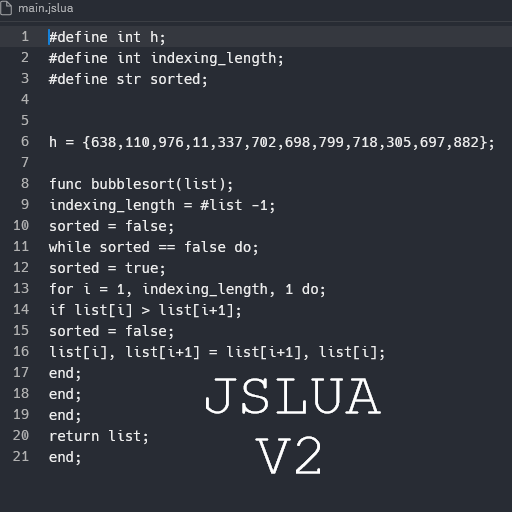 main.jslua
1 #define int h;
2 #define int indexing_length;
3 #define str sorted;
4
5
6 h = {638,110,976,11,337,702,698,799,718,305,697,882};
7
8 func bubblesort(list);
9 indexing_length = #list -1;
10 sorted = false;
11 while sorted == false do;
12 sorted = true;
13 for i = 1, indexing_length, 1 do;
14 if list[i] > list[i+1];
15 sorted = false;
16 list[i], list[i+1] = list[i+1], list[i];
17 end;
18 end;
19 end;
20 return list;
21 end;
JSLUA
V2